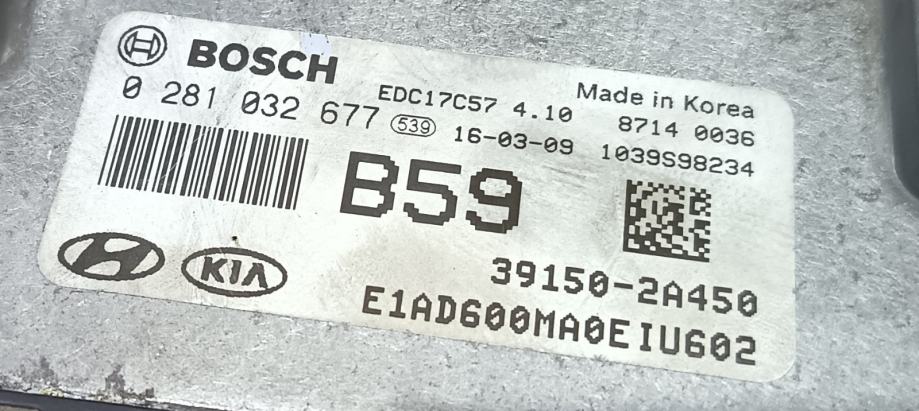 BOSCH
0 281 032 677 539
EDC17C57 4.10
16-03-09
Made in Korea
8714 0036
1039S98234
B59
KIA
39150-2A450
E1AD600MA0EIU602